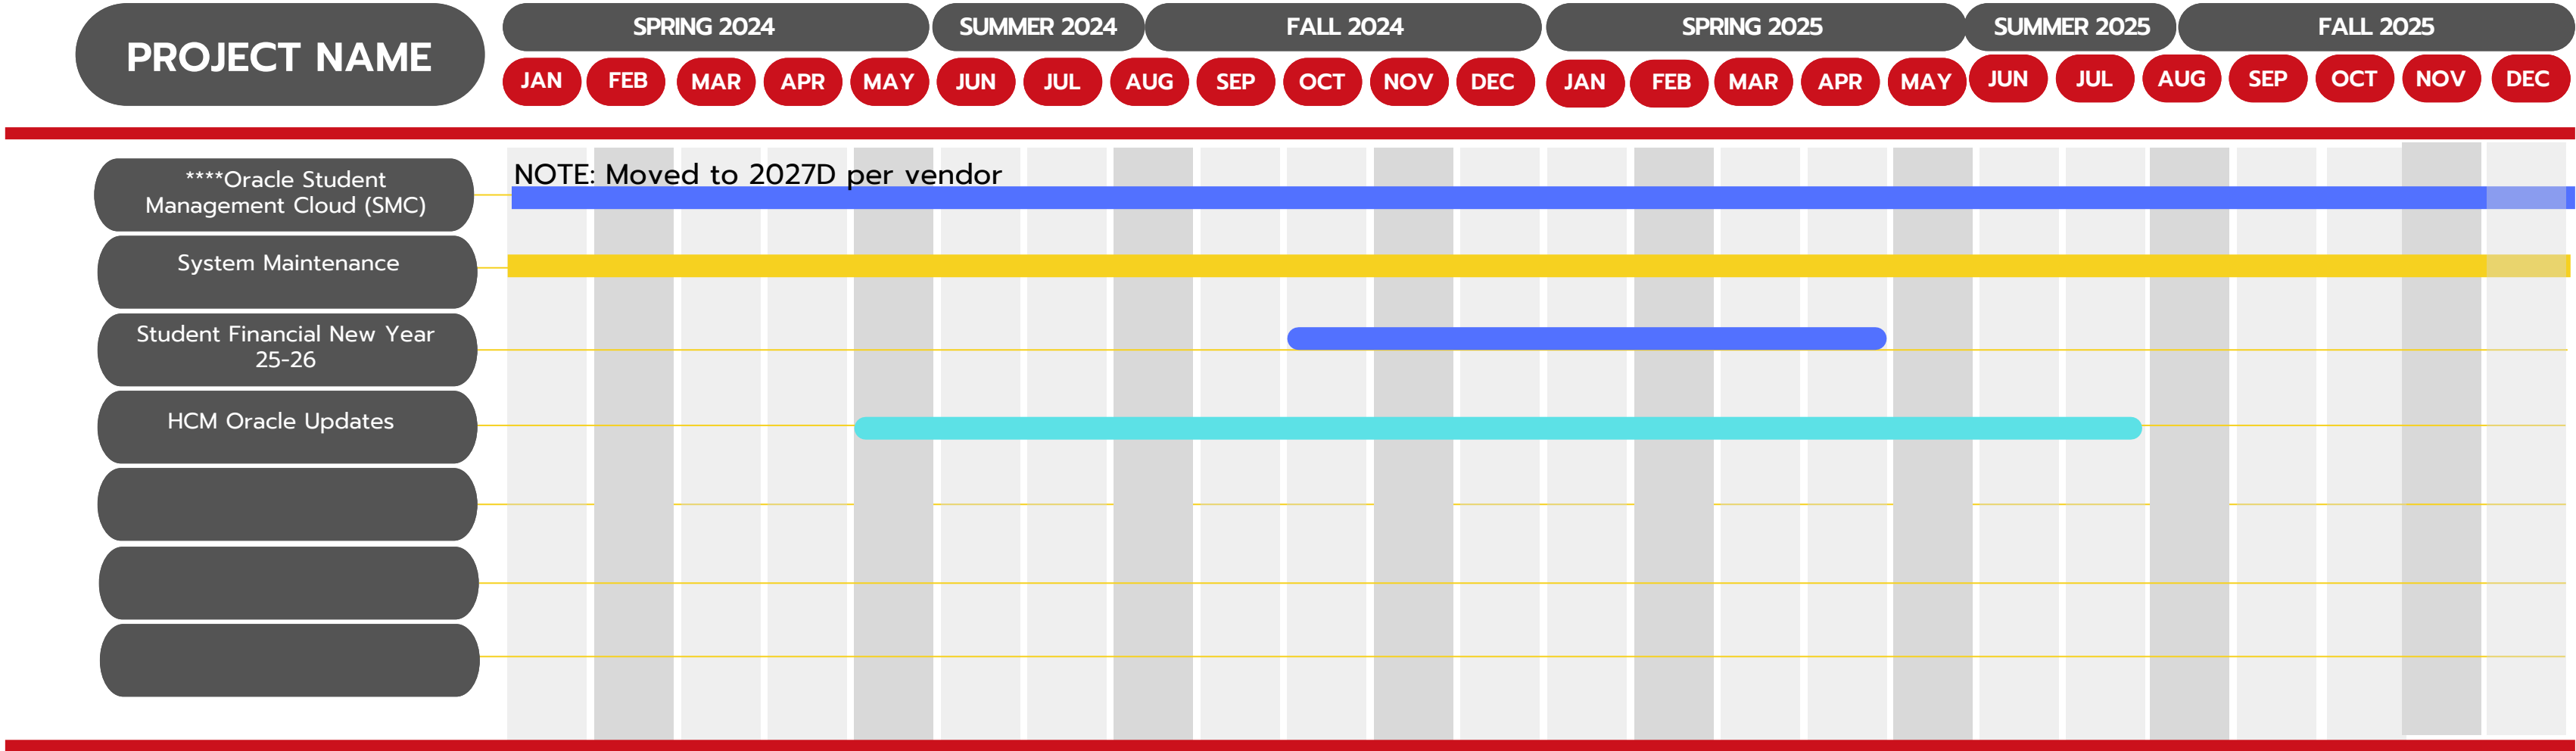 PROJECT NAME
SPRING 2024 SUMMER 2024 FALL 2024 SPRING 2025 SUMMER 2025 FALL 2025
JAN FEB MAR APR MAY JUN JUL AUG SEP OCT NOV DEC JAN FEB MAR APR MAY JUN JUL AUG SEP OCT NOV DEC
****Oracle Student
Management Cloud (SMC)
NOTE: Moved to 2027D per vendor
System Maintenance
Student Financial New Year
25-26
HCM Oracle Updates